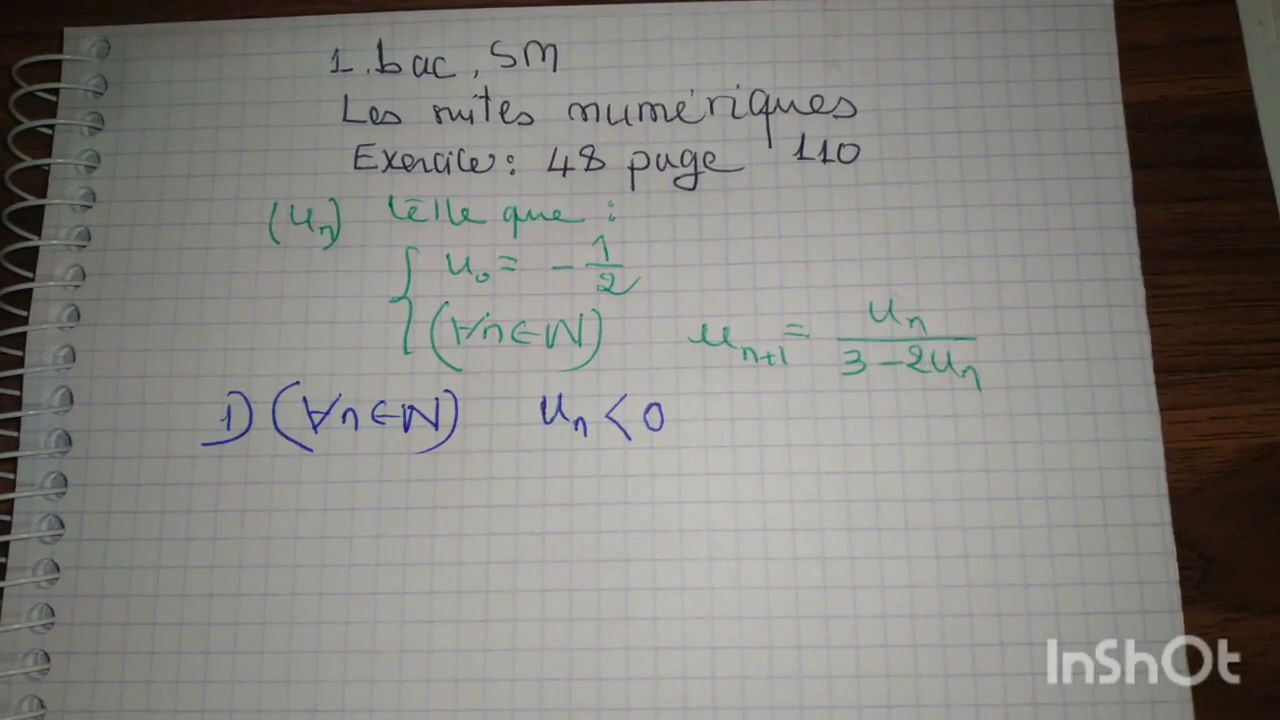 1.bac, SM
Les suites numériques
Exercice: 48 page 110
(Un) telle que :
{ U₀ = - 1/2
(∀n∈ℕ) Uₙ₊₁ = Uₙ / (3-2Uₙ)
1) (∀n∈ℕ) Uₙ < 0
InShOt